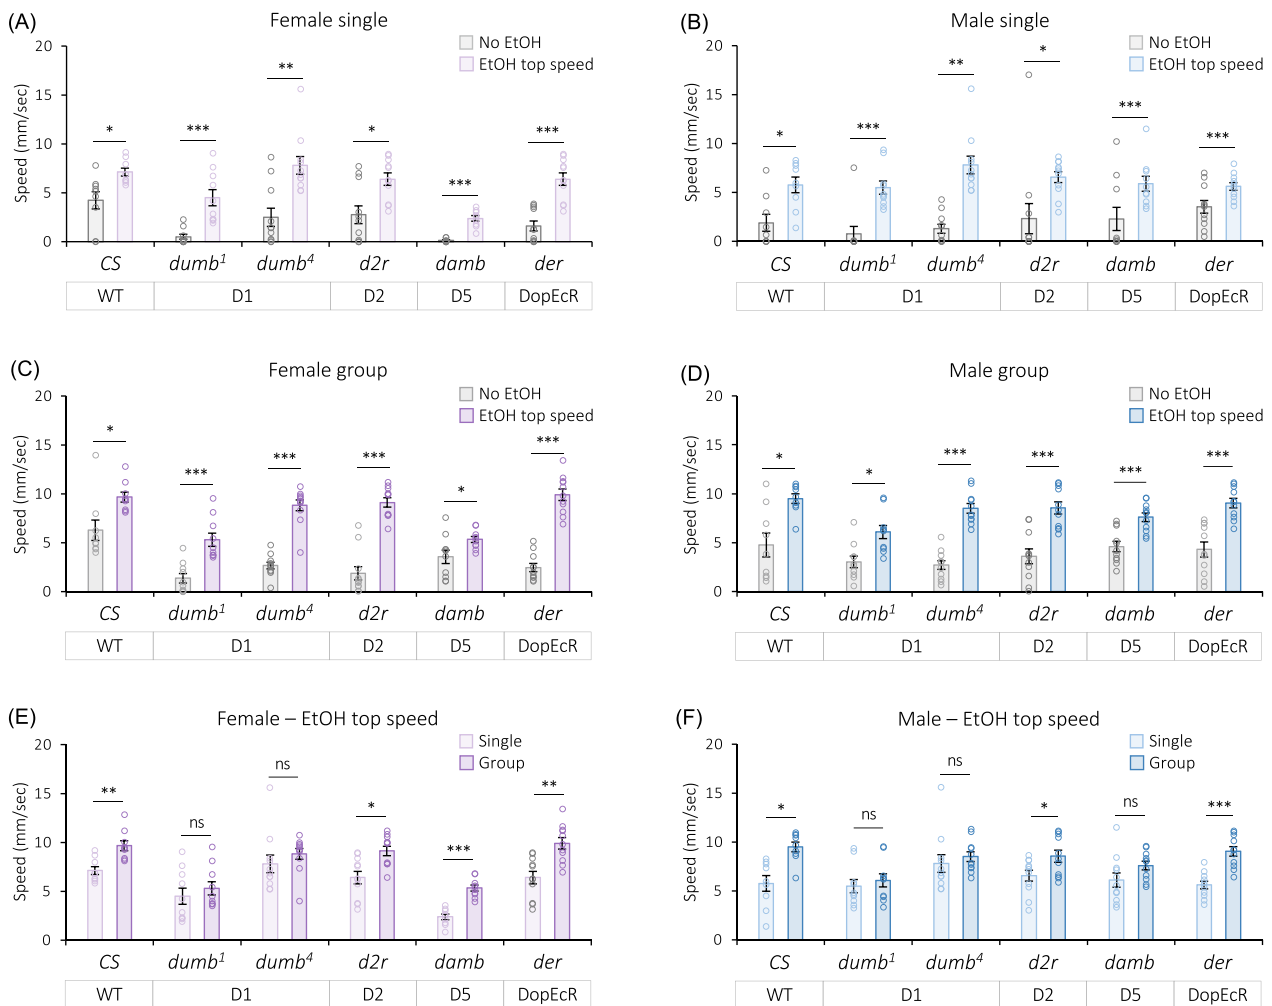 (A)
Female single
No EtOH
EtOH top speed
Speed (mm/sec)
20
15
10
5
0
*
***
**
*
***
***
CS
dumb¹
dumb⁴
d2r
damb
der
WT
D1
D2
D5
DopEcR
(B)
Male single
No EtOH
EtOH top speed
Speed (mm/sec)
20
15
10
5
0
*
***
**
*
***
***
CS
dumb¹
dumb⁴
d2r
damb
der
WT
D1
D2
D5
DopEcR
(C)
Female group
No EtOH
EtOH top speed
Speed (mm/sec)
20
15
10
5
0
*
***
***
***
*
***
CS
dumb¹
dumb⁴
d2r
damb
der
WT
D1
D2
D5
DopEcR
(D)
Male group
No EtOH
EtOH top speed
Speed (mm/sec)
20
15
10
5
0
*
*
***
***
***
***
CS
dumb¹
dumb⁴
d2r
damb
der
WT
D1
D2
D5
DopEcR
(E)
Female – EtOH top speed
Single
Group
Speed (mm/sec)
20
15
10
5
0
**
ns
ns
*
***
**
CS
dumb¹
dumb⁴
d2r
damb
der
WT
D1
D2
D5
DopEcR
(F)
Male – EtOH top speed
Single
Group
Speed (mm/sec)
20
15
10
5
0
*
ns
ns
*
ns
***
CS
dumb¹
dumb⁴
d2r
damb
der
WT
D1
D2
D5
DopEcR